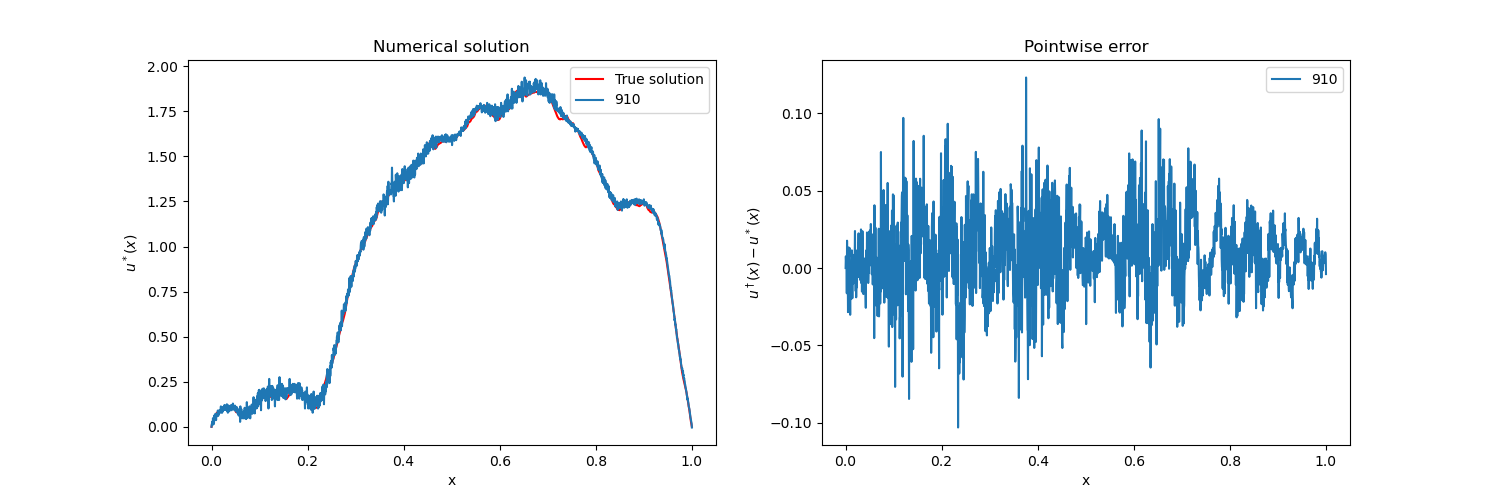 Numerical solution
2.00
1.75
1.50
1.25
1.00
0.75
0.50
0.25
0.00
u*(x)
True solution
910
0.0 0.2 0.4 0.6 0.8 1.0
x
Pointwise error
0.10
0.05
0.00
−0.05
−0.10
u†(x) − u*(x)
910
0.0 0.2 0.4 0.6 0.8 1.0
x